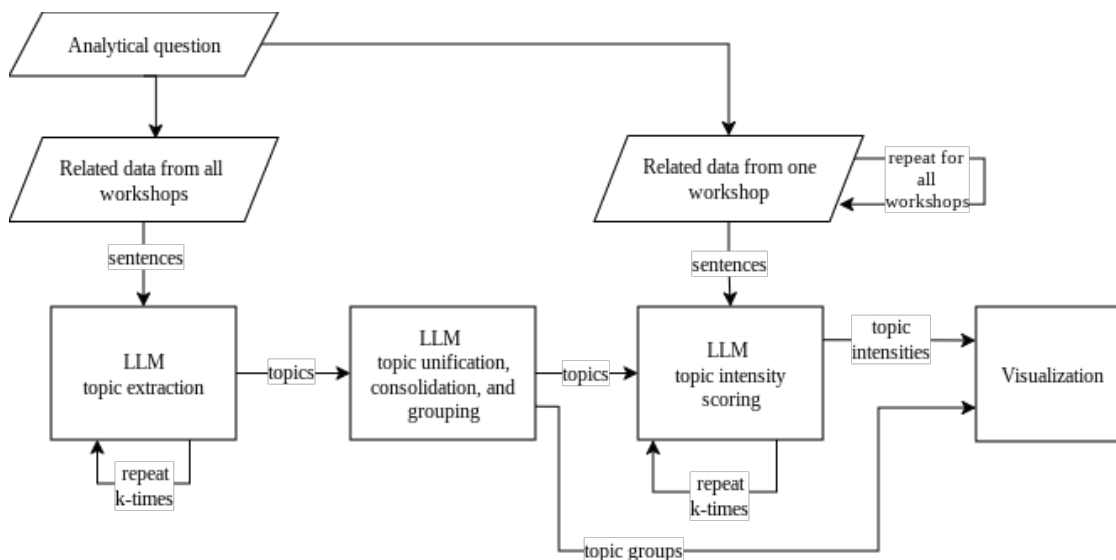 Analytical question
Related data from all
workshops
Related data from one
workshop
repeat for
all
workshops
sentences
sentences
LLM
topic extraction
topics
LLM
topic unification,
consolidation, and
grouping
topics
LLM
topic intensity
scoring
topic
intensities
Visualization
repeat
k-times
repeat
k-times
topic groups